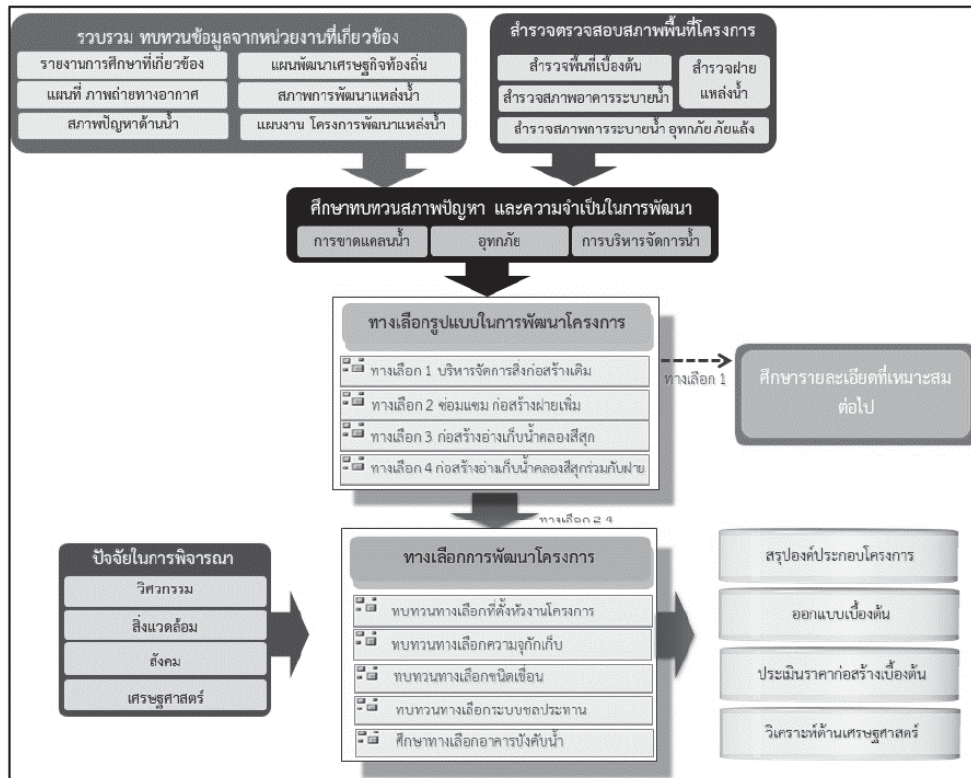 รวบรวม ทบทวนข้อมูลจากหน่วยงานที่เกี่ยวข้อง
รายงานการศึกษาที่เกี่ยวข้อง
แผนพัฒนาเศรษฐกิจท้องถิ่น
แผนที่ ภาพถ่ายทางอากาศ
สภาพการพัฒนาแหล่งน้ำ
สภาพปัญหาด้านน้ำ
แผนงาน โครงการพัฒนาแหล่งน้ำ
สำรวจตรวจสอบสภาพพื้นที่โครงการ
สำรวจพื้นที่เบื้องต้น
สำรวจฝาย
แหล่งน้ำ
สำรวจสภาพอาคารระบายน้ำ
สำรวจสภาพการระบายน้ำ อุทกภัย ภัยแล้ง
ศึกษาทบทวนสภาพปัญหา และความจำเป็นในการพัฒนา
การขาดแคลนน้ำ
อุทกภัย
การบริหารจัดการน้ำ
ทางเลือกรูปแบบในการพัฒนาโครงการ
ทางเลือก 1 บริหารจัดการสิ่งก่อสร้างเดิม
ทางเลือก 2 ซ่อมแซม ก่อสร้างฝายเพิ่ม
ทางเลือก 3 ก่อสร้างอ่างเก็บน้ำคลองสีสุก
ทางเลือก 4 ก่อสร้างอ่างเก็บน้ำคลองสีสุกร่วมกับฝาย
ทางเลือก 1
ศึกษารายละเอียดที่เหมาะสม
ต่อไป
ทางเลือก 2 4
ปัจจัยในการพิจารณา
วิศวกรรม
สิ่งแวดล้อม
สังคม
เศรษฐศาสตร์
ทางเลือกการพัฒนาโครงการ
ทบทวนทางเลือกที่ตั้งหัวงานโครงการ
ทบทวนทางเลือกความจุกักเก็บ
ทบทวนทางเลือกชนิดเขื่อน
ทบทวนทางเลือกระบบชลประทาน
ศึกษาทางเลือกอาคารบังคับน้ำ
สรุปองค์ประกอบโครงการ
ออกแบบเบื้องต้น
ประเมินราคาก่อสร้างเบื้องต้น
วิเคราะห์ด้านเศรษฐศาสตร์